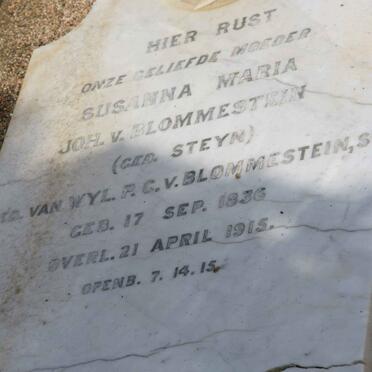 HIER RUST
ONZE GELIEFDE MOEDER
SUSANNA MARIA
JOH. V. BLOMMESTEIN
(GEB. STEYN)
VAN WYL. P. G. V. BLOMMESTEIN, S
GEB. 17 SEP. 1836
OVERL. 21 APRIL 1915.
OPENB. 7. 14. 15.